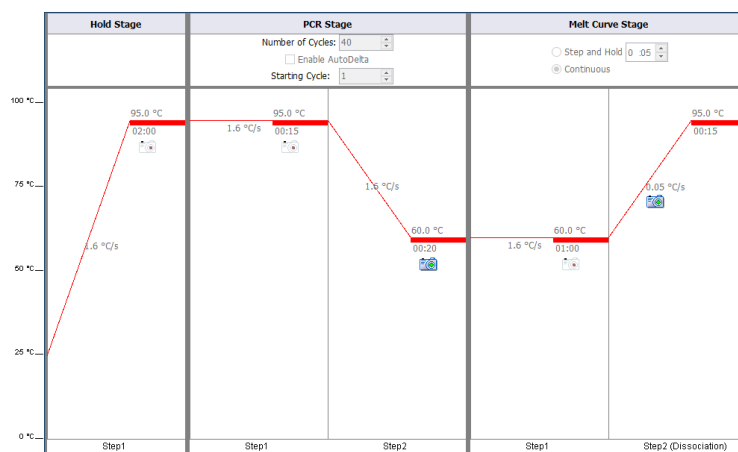 Hold Stage
PCR Stage
Melt Curve Stage
Number of Cycles: 40
Enable AutoDelta
Starting Cycle: 1
Step and Hold 0 :05
Continuous
100 °C
75 °C
50 °C
25 °C
0 °C
95.0 °C
02:00
1.6 °C/s
Step1
1.6 °C/s
95.0 °C
00:15
Step1
1.6 °C/s
60.0 °C
00:20
Step2
1.6 °C/s
60.0 °C
01:00
Step1
0.05 °C/s
95.0 °C
00:15
Step2 (Dissociation)